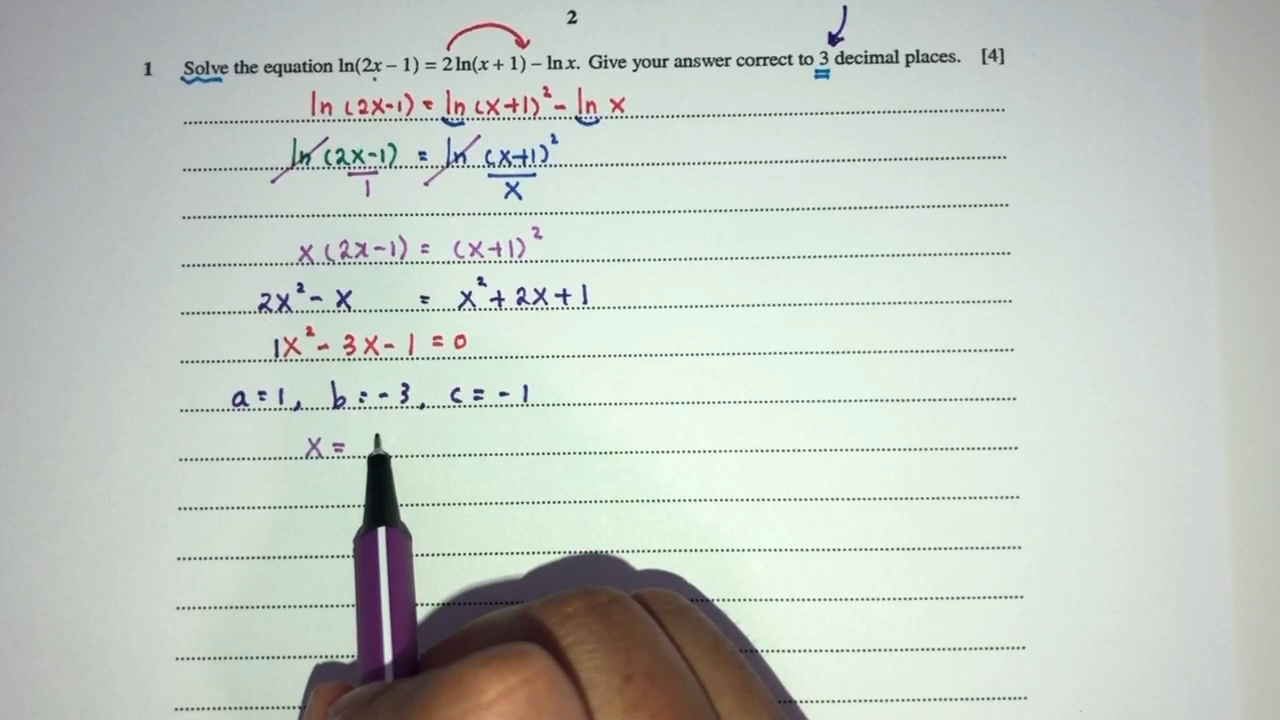 2
1 Solve the equation ln(2x − 1) = 2 ln(x + 1) − ln x. Give your answer correct to 3 decimal places. [4]
ln (2x-1) = ln (x+1)² - ln x
ln (2x-1) = ln (x+1)²
1 x
x (2x-1) = (x+1)²
2x² - x = x² + 2x + 1
1x² - 3x - 1 = 0
a = 1, b = -3, c = -1
x =